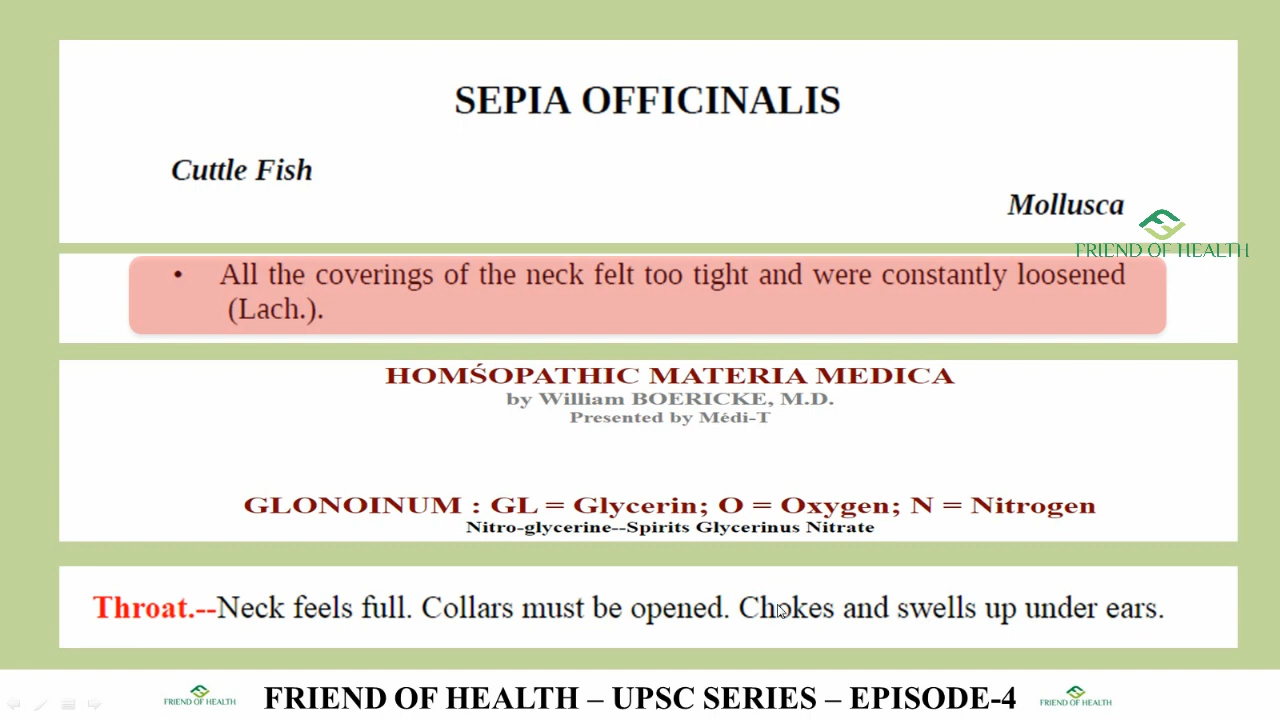 SEPIA OFFICINALIS
Cuttle Fish
Mollusca
FRIEND OF HEALTH
• All the coverings of the neck felt too tight and were constantly loosened
(Lach.).
HOMŚOPATHIC MATERIA MEDICA
by William BOERICKE, M.D.
Presented by Médi-T
GLONOINUM : GL = Glycerin; O = Oxygen; N = Nitrogen
Nitro-glycerine--Spirits Glycerinus Nitrate
Throat.--Neck feels full. Collars must be opened. Chokes and swells up under ears.
FRIEND OF HEALTH
FRIEND OF HEALTH – UPSC SERIES – EPISODE-4
FRIEND OF HEALTH